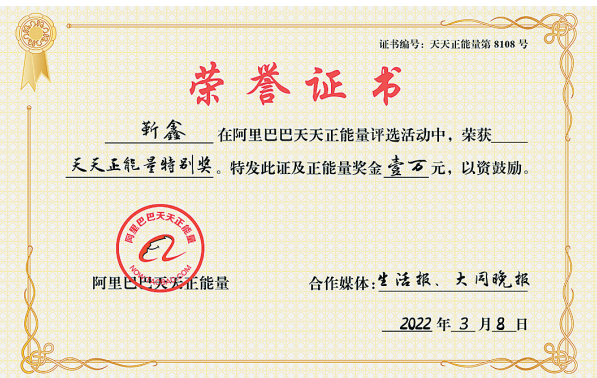 证书编号：天天正能量第 8108 号
荣誉证书
靳鑫 在阿里巴巴天天正能量评选活动中，荣获
天天正能量特别奖。特发此证及正能量奖金壹万元，以资鼓励。
阿里巴巴天天正能量
阿里巴巴天天正能量 合作媒体：生活报、大同晚报
2022 年 3 月 8 日